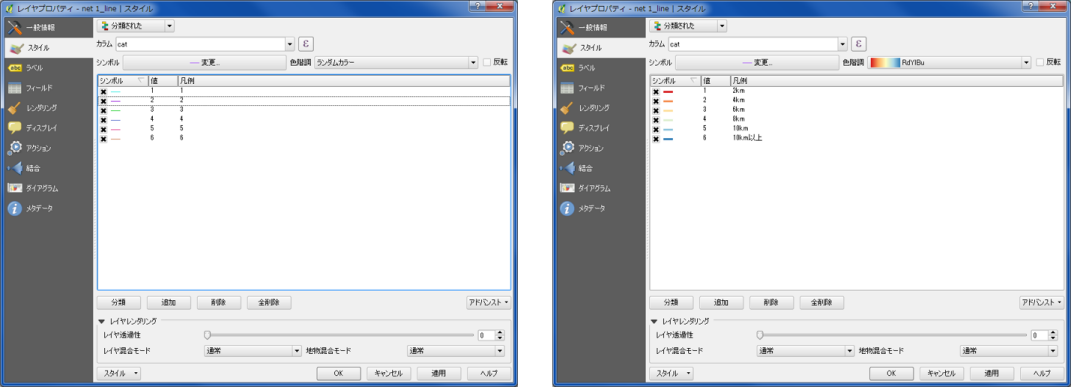 レイヤプロパティ - net 1_line | スタイル
一般情報
スタイル
ラベル
フィールド
レンダリング
ディスプレイ
アクション
結合
ダイアグラム
メタデータ
分類された
カラム cat ε
シンボル 変更... 色階調 ランダムカラー 反転
シンボル 値 凡例
1 1
2 2
3 3
4 4
5 5
6 6
分類 追加 削除 全削除 アドバンスト
レイヤレンダリング
レイヤ透過性 0
レイヤ混合モード 通常 地物混合モード 通常
スタイル OK キャンセル 適用 ヘルプ
レイヤプロパティ - net 1_line | スタイル
一般情報
スタイル
ラベル
フィールド
レンダリング
ディスプレイ
アクション
結合
ダイアグラム
メタデータ
分類された
カラム cat ε
シンボル 変更... 色階調 RdYlBu 反転
シンボル 値 凡例
1 2km
2 4km
3 6km
4 8km
5 10km
6 10km以上
分類 追加 削除 全削除 アドバンスト
レイヤレンダリング
レイヤ透過性 0
レイヤ混合モード 通常 地物混合モード 通常
スタイル OK キャンセル 適用 ヘルプ